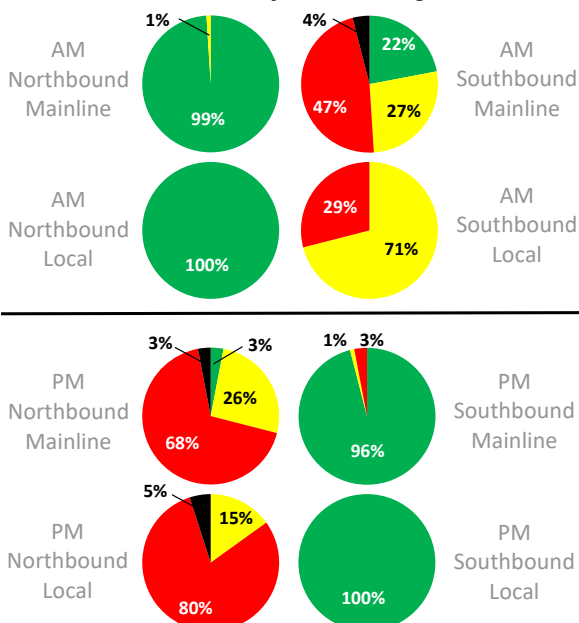 1%
4%
AM
Northbound
Mainline
99%
22%
47%
27%
AM
Southbound
Mainline
AM
Northbound
Local
100%
29%
71%
AM
Southbound
Local
3%
3%
1%
3%
PM
Northbound
Mainline
26%
68%
96%
PM
Southbound
Mainline
5%
PM
Northbound
Local
15%
80%
100%
PM
Southbound
Local